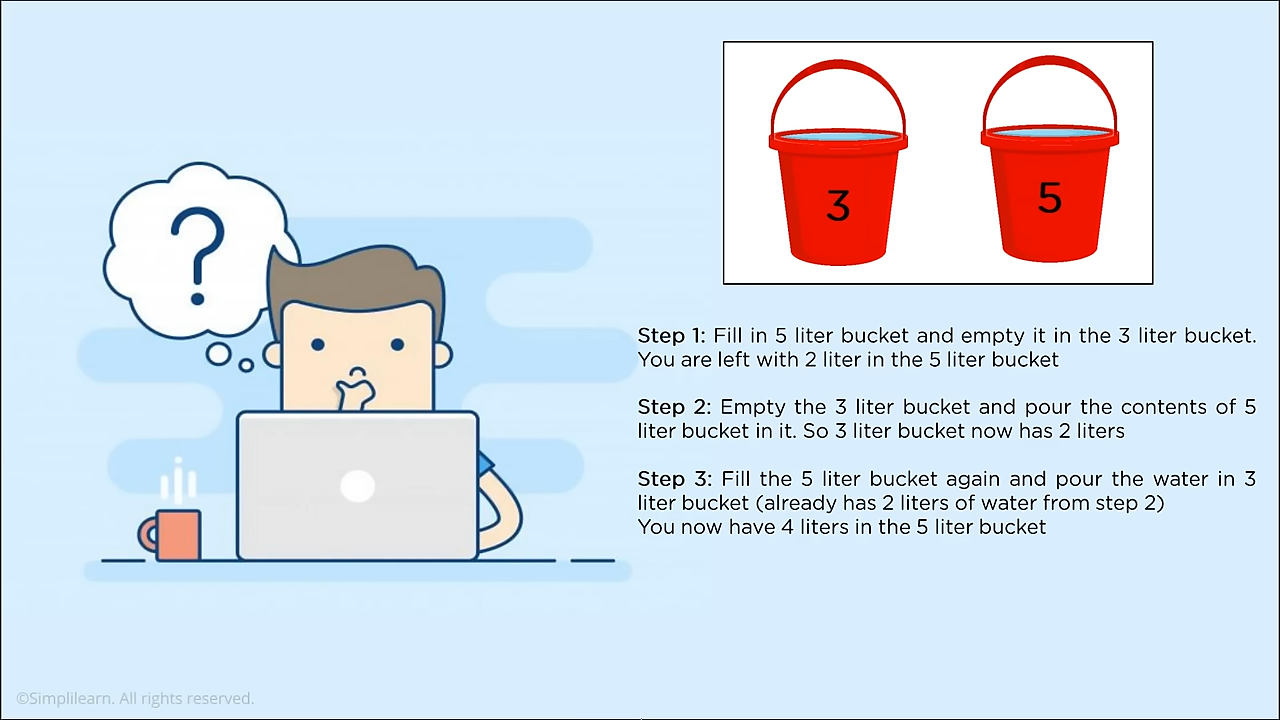 3
5
?
Step 1: Fill in 5 liter bucket and empty it in the 3 liter bucket.
You are left with 2 liter in the 5 liter bucket
Step 2: Empty the 3 liter bucket and pour the contents of 5
liter bucket in it. So 3 liter bucket now has 2 liters
Step 3: Fill the 5 liter bucket again and pour the water in 3
liter bucket (already has 2 liters of water from step 2)
You now have 4 liters in the 5 liter bucket
©Simplilearn. All rights reserved.